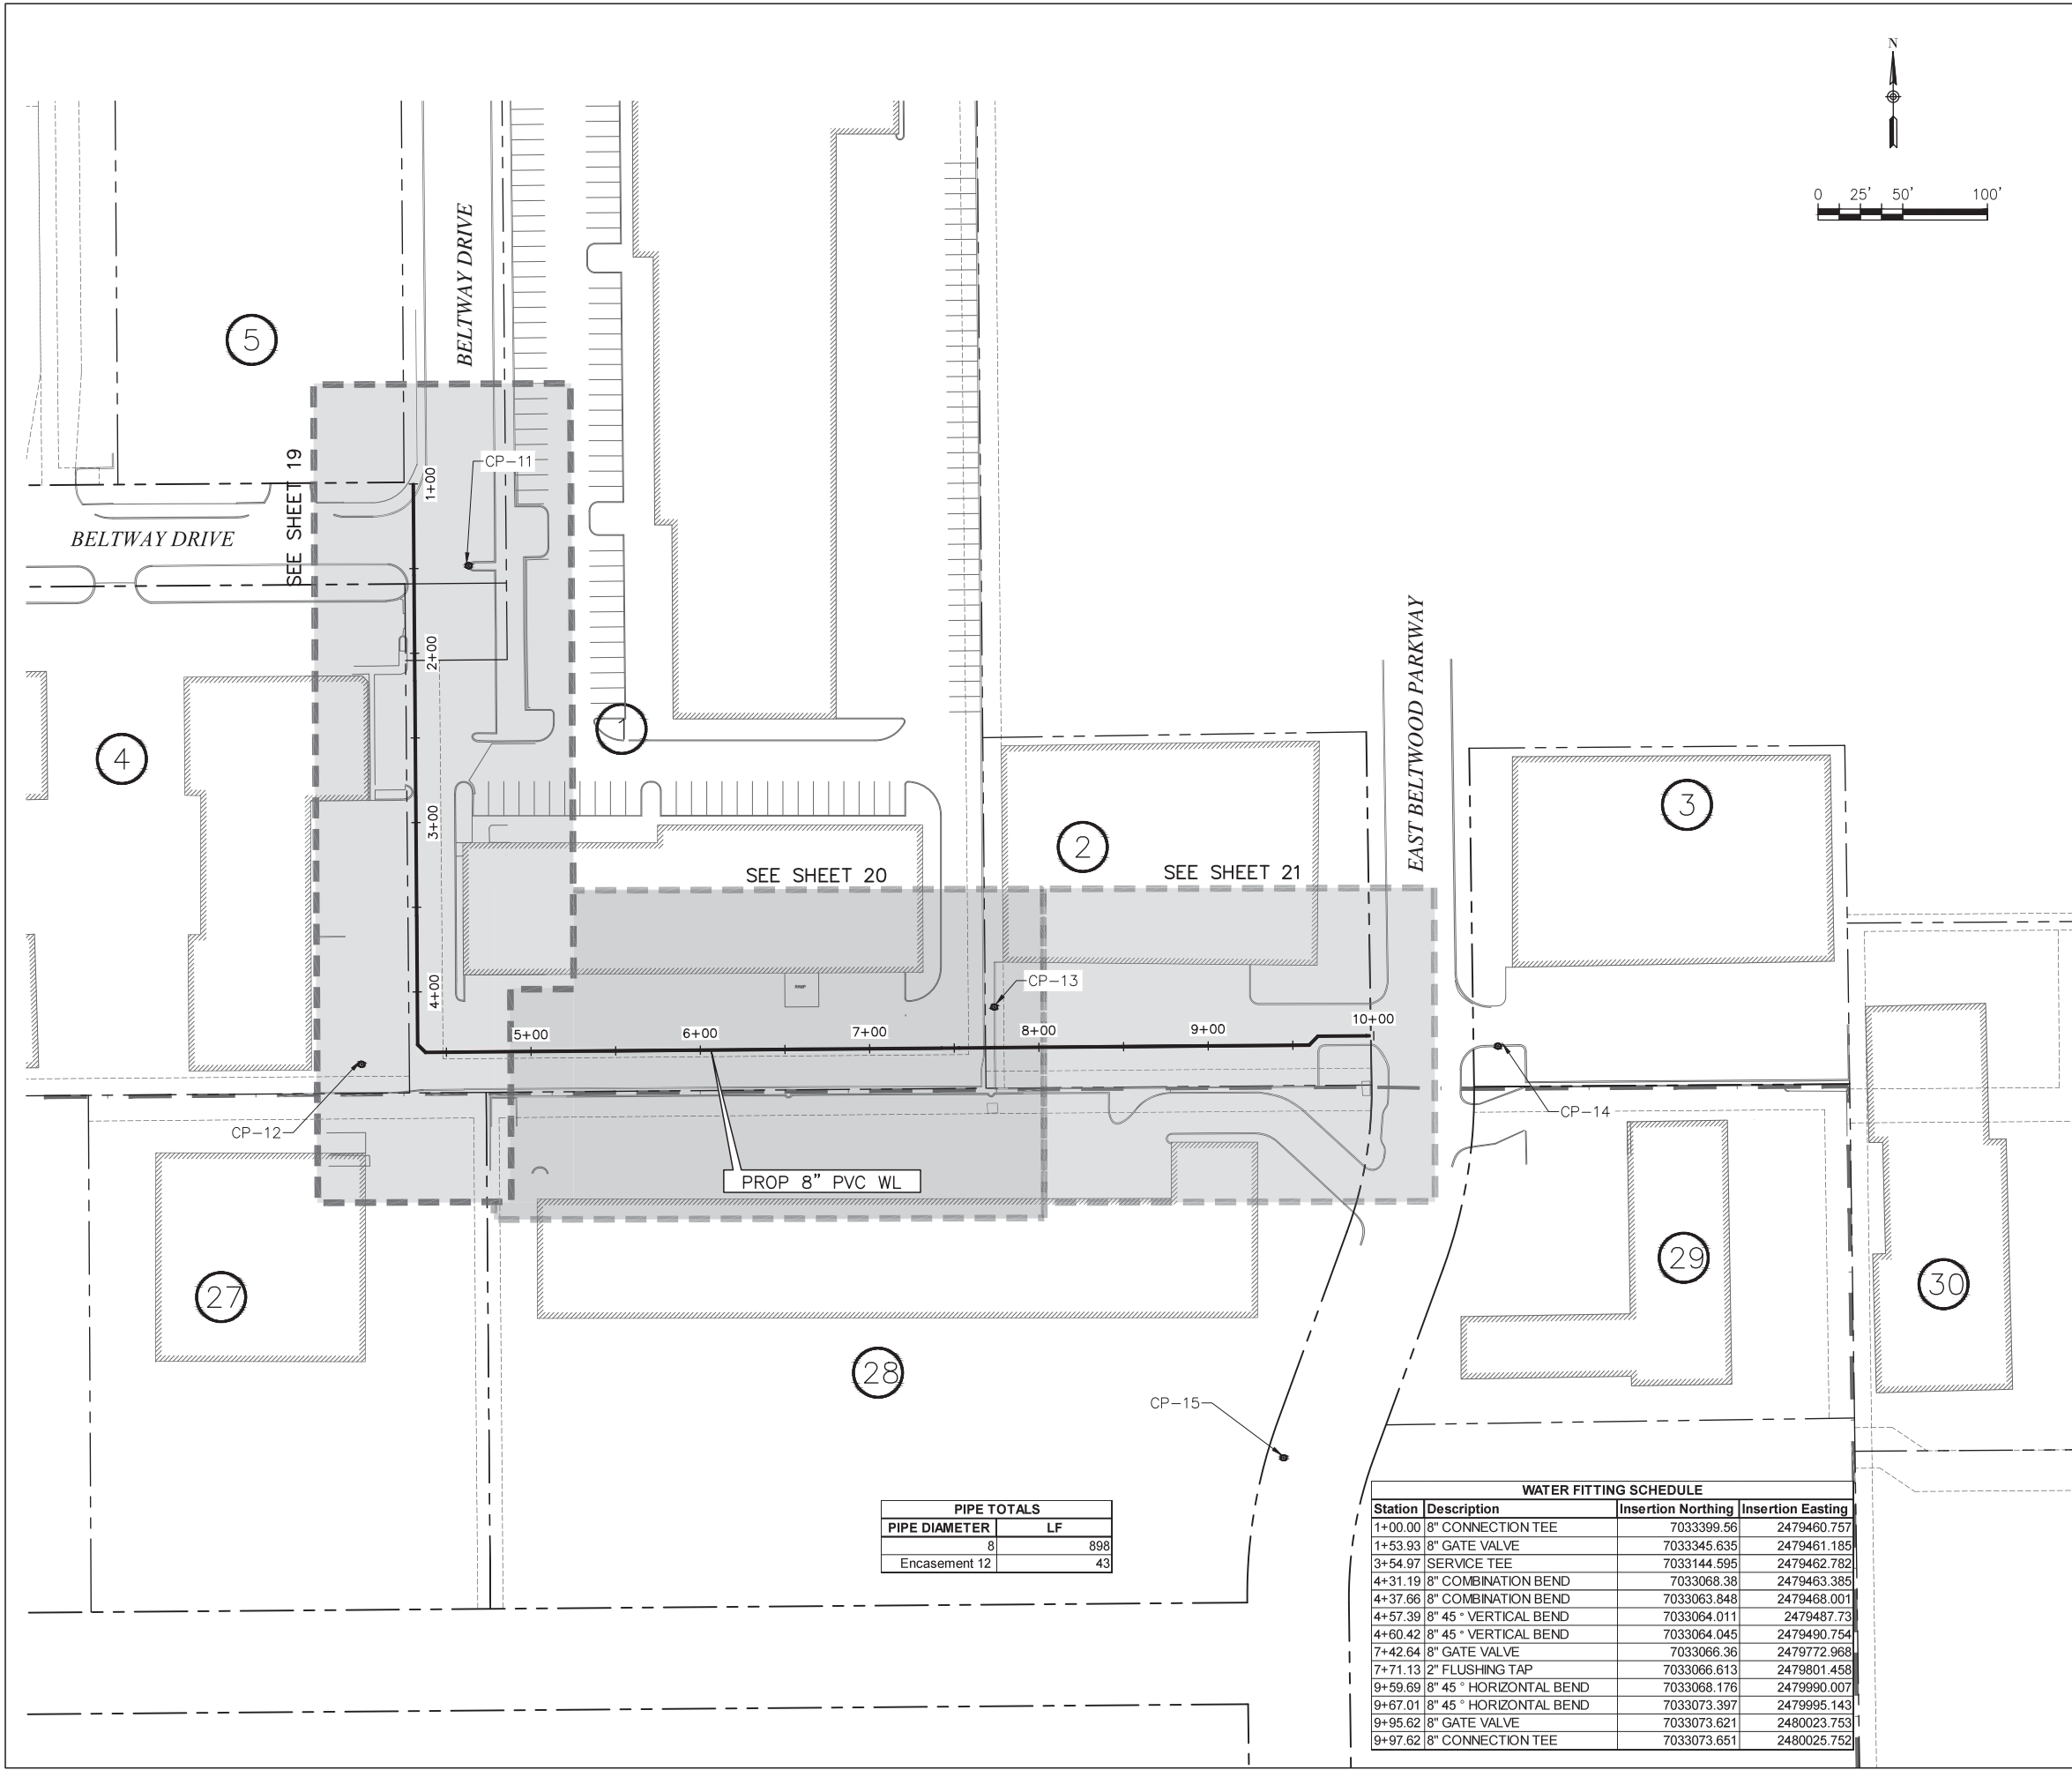 N
0 25' 50' 100'
BELTWAY DRIVE
5
SEE SHEET 19
CP-11
1+00
BELTWAY DRIVE
2+00
EAST BELTWOOD PARKWAY
1
4
3
3+00
2
SEE SHEET 20
SEE SHEET 21
4+00
CP-13
5+00
6+00
7+00
8+00
9+00
10+00
CP-12
CP-14
PROP 8" PVC WL
27
29
30
28
CP-15
PIPE TOTALS
PIPE DIAMETER LF
8 898
Encasement 12 43
WATER FITTING SCHEDULE
Station Description Insertion Northing Insertion Easting
1+00.00 8" CONNECTION TEE 7033399.56 2479460.757
1+53.93 8" GATE VALVE 7033345.635 2479461.185
3+54.97 SERVICE TEE 7033144.595 2479462.782
4+31.19 8" COMBINATION BEND 7033068.38 2479463.385
4+37.66 8" COMBINATION BEND 7033063.848 2479468.001
4+57.39 8" 45 ° VERTICAL BEND 7033064.011 2479487.73
4+60.42 8" 45 ° VERTICAL BEND 7033064.045 2479490.754
7+42.64 8" GATE VALVE 7033066.36 2479772.968
7+71.13 2" FLUSHING TAP 7033066.613 2479801.458
9+59.69 8" 45 ° HORIZONTAL BEND 7033068.176 2479990.007
9+67.01 8" 45 ° HORIZONTAL BEND 7033073.397 2479995.143
9+95.62 8" GATE VALVE 7033073.621 2480023.753
9+97.62 8" CONNECTION TEE 7033073.651 2480025.752